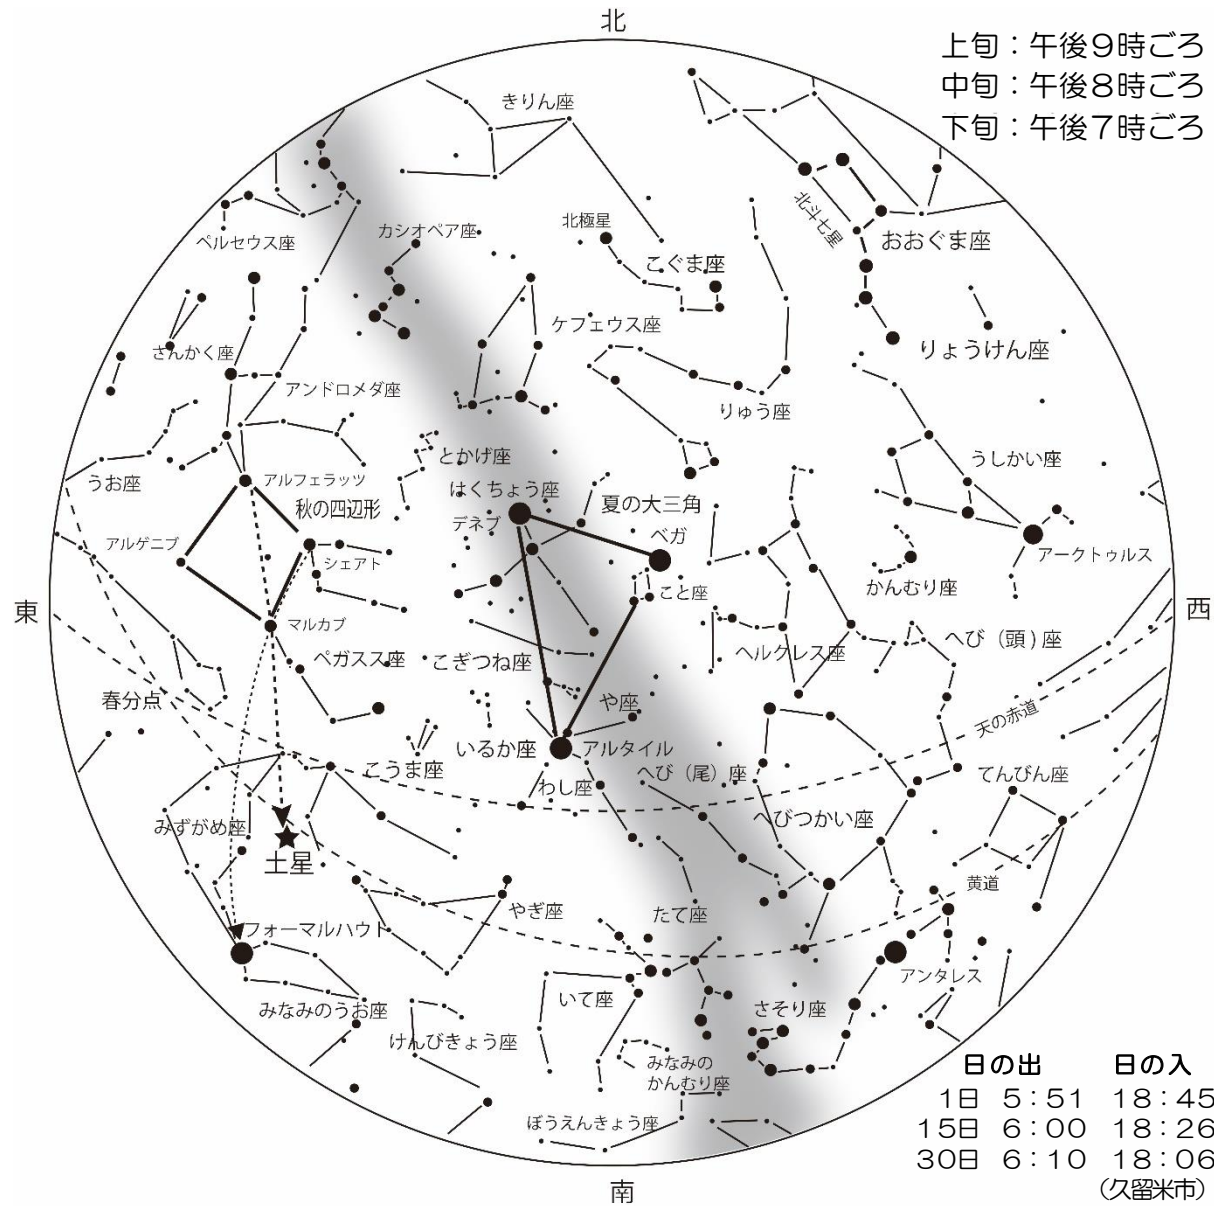 北
上旬：午後９時ごろ
中旬：午後８時ごろ
下旬：午後７時ごろ
きりん座
北斗七星
北極星
カシオペア座
ペルセウス座
おおぐま座
こぐま座
ケフェウス座
りょうけん座
さんかく座
アンドロメダ座
りゅう座
とかげ座
うしかい座
うお座
アルフェラッツ
はくちょう座
秋の四辺形
夏の大三角
デネブ
ベガ
アルゲニブ
シェアト
アークトゥルス
かんむり座
こと座
東
西
マルカブ
ペガスス座
こぎつね座
ヘルクレス座
へび（頭）座
春分点
や座
天の赤道
いるか座
アルタイル
こうま座
わし座
へび（尾）座
てんびん座
みずがめ座
へびつかい座
土星
黄道
やぎ座
たて座
フォーマルハウト
アンタレス
いて座
さそり座
みなみのうお座
けんびきょう座
みなみの
かんむり座
ぼうえんきょう座
日の出 日の入
1日 5：51 18：45
15日 6：00 18：26
30日 6：10 18：06
（久留米市）
南